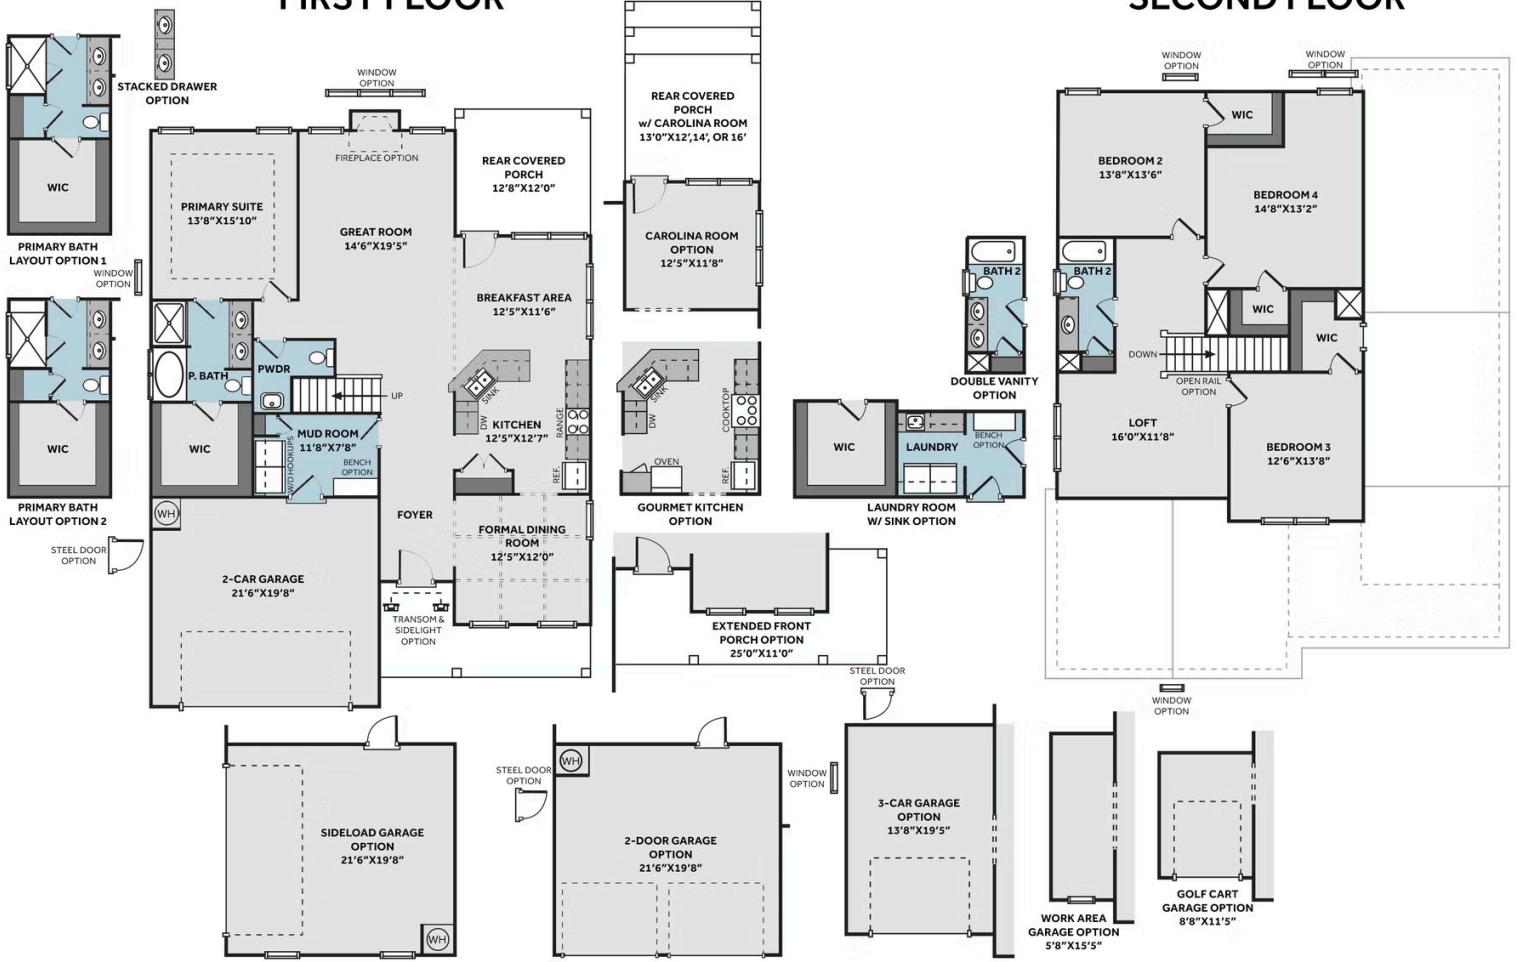 FIRST FLOOR
SECOND FLOOR
STACKED DRAWER
OPTION
WIC
PRIMARY BATH
LAYOUT OPTION 1
WINDOW
OPTION
WIC
PRIMARY BATH
LAYOUT OPTION 2
STEEL DOOR
OPTION
WINDOW
OPTION
FIREPLACE OPTION
PRIMARY SUITE
13'8"X15'10"
GREAT ROOM
14'6"X19'5"
REAR COVERED
PORCH
12'8"X12'0"
BREAKFAST AREA
12'5"X11'6"
P. BATH
PWDR
UP
SINK
DW
RANGE
KITCHEN
12'5"X12'7"
REF.
WIC
MUD ROOM
11'8"X7'8"
W/D HOOKUPS
BENCH
OPTION
WH
FOYER
FORMAL DINING
ROOM
12'5"X12'0"
2-CAR GARAGE
21'6"X19'8"
TRANSOM &
SIDELIGHT
OPTION
REAR COVERED
PORCH
w/ CAROLINA ROOM
13'0"X12',14', OR 16'
CAROLINA ROOM
OPTION
12'5"X11'8"
SINK
DW
COOKTOP
OVEN
REF.
GOURMET KITCHEN
OPTION
EXTENDED FRONT
PORCH OPTION
25'0"X11'0"
WIC
LAUNDRY
BENCH
OPTION
LAUNDRY ROOM
W/ SINK OPTION
BATH 2
DOUBLE VANITY
OPTION
WINDOW
OPTION
WINDOW
OPTION
WIC
BEDROOM 2
13'8"X13'6"
BEDROOM 4
14'8"X13'2"
BATH 2
WIC
WIC
DOWN
OPEN RAIL
OPTION
LOFT
16'0"X11'8"
BEDROOM 3
12'6"X13'8"
WINDOW
OPTION
SIDELOAD GARAGE
OPTION
21'6"X19'8"
WH
STEEL DOOR
OPTION
WH
2-DOOR GARAGE
OPTION
21'6"X19'8"
STEEL DOOR
OPTION
WINDOW
OPTION
3-CAR GARAGE
OPTION
13'8"X19'5"
WORK AREA
GARAGE OPTION
5'8"X15'5"
GOLF CART
GARAGE OPTION
8'8"X11'5"